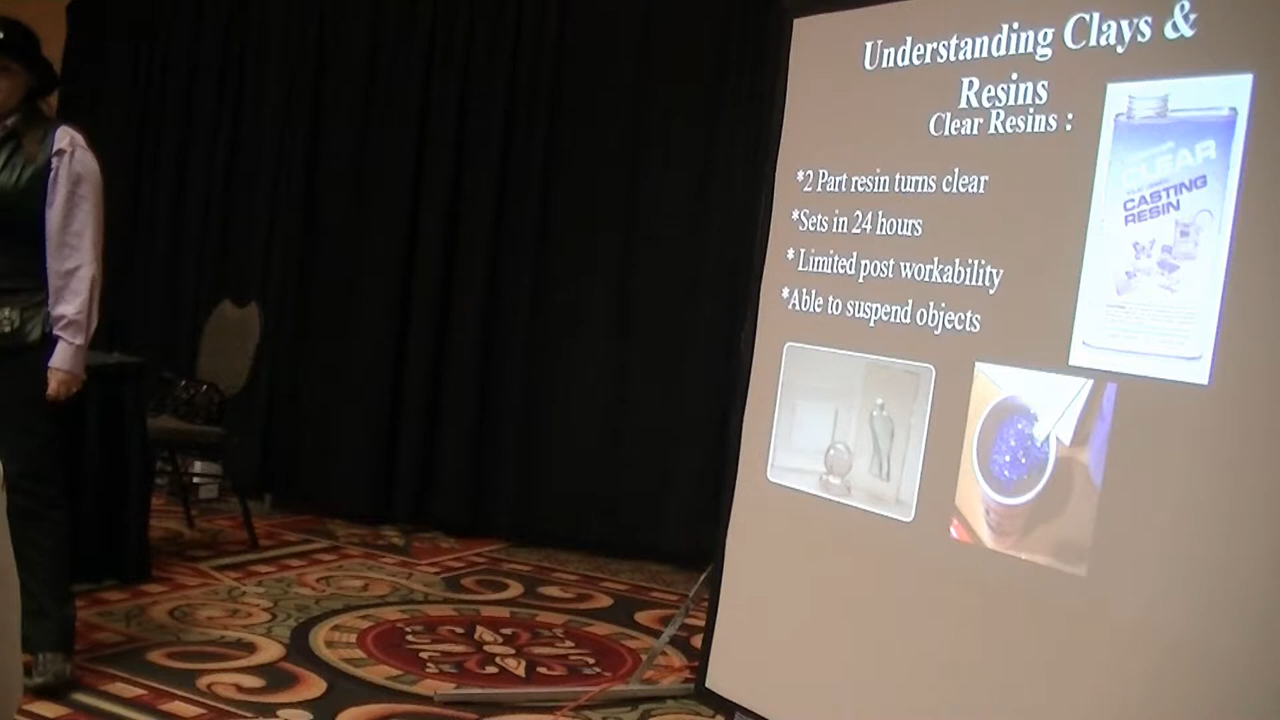 Understanding Clays &
Resins
Clear Resins :
*2 Part resin turns clear
*Sets in 24 hours
* Limited post workability
*Able to suspend objects
CLEAR
CASTING
RESIN